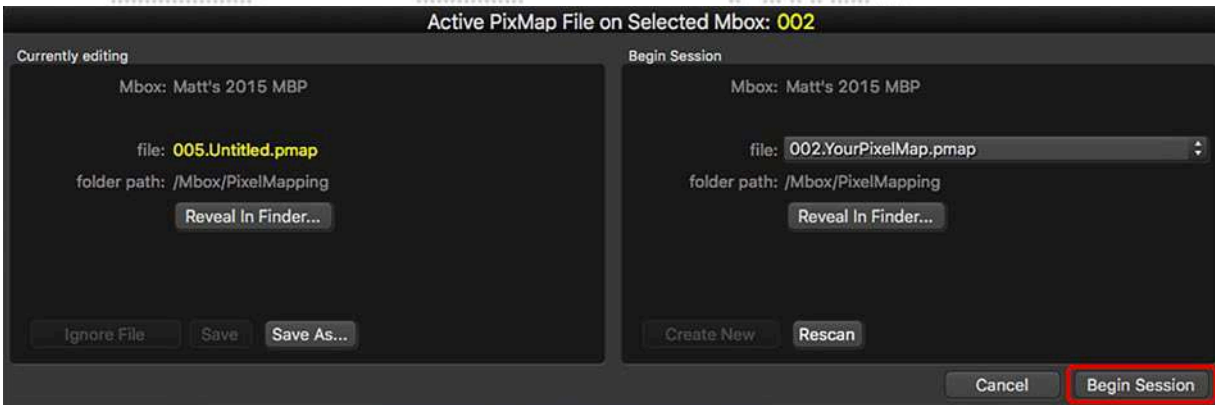 Active PixMap File on Selected Mbox: 002
Currently editing
Mbox: Matt's 2015 MBP
file: 005.Untitled.pmap
folder path: /Mbox/PixelMapping
Reveal In Finder...
Ignore File Save Save As...
Begin Session
Mbox: Matt's 2015 MBP
file: 002.YourPixelMap.pmap
folder path: /Mbox/PixelMapping
Reveal In Finder...
Create New Rescan
Cancel Begin Session